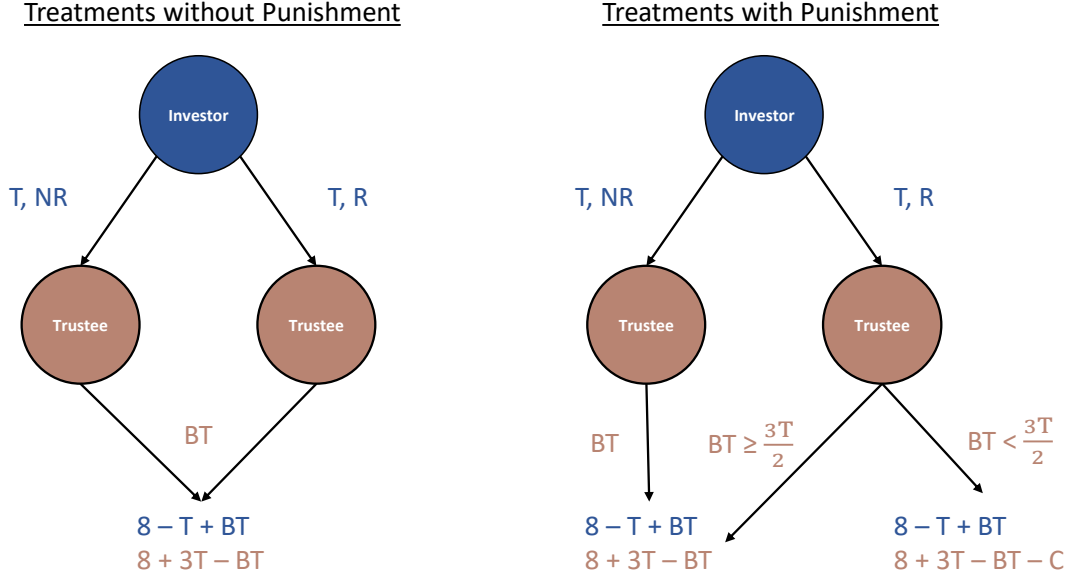 Treatments without Punishment
Investor
T, NR
T, R
Trustee
Trustee
BT
8 – T + BT
8 + 3T – BT
Treatments with Punishment
Investor
T, NR
T, R
Trustee
Trustee
BT
BT ≥ 3T/2
BT < 3T/2
8 – T + BT
8 + 3T – BT
8 – T + BT
8 + 3T – BT – C